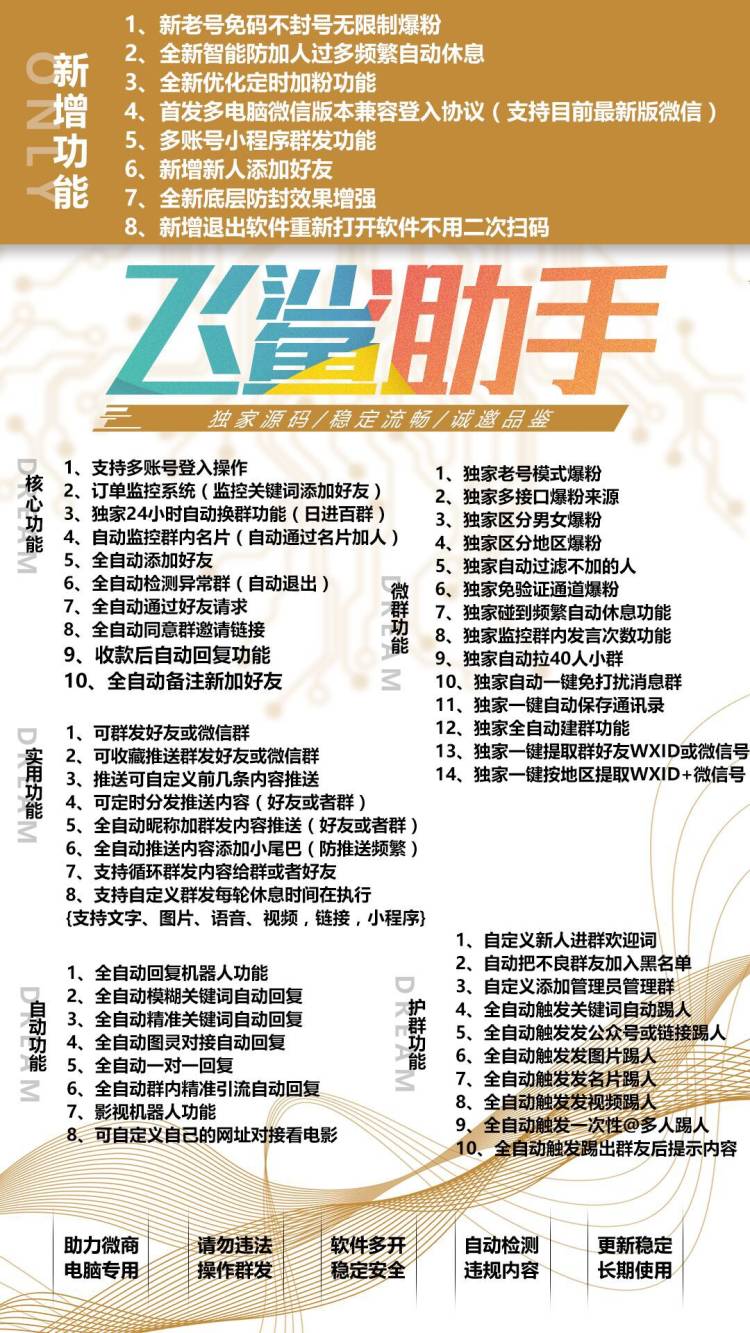 ONLY
新增功能
1、新老号免码不封号无限制爆粉
2、全新智能防加人过多频繁自动休息
3、全新优化定时加粉功能
4、首发多电脑微信版本兼容登入协议（支持目前最新版微信）
5、多账号小程序群发功能
6、新增新人添加好友
7、全新底层防封效果增强
8、新增退出软件重新打开软件不用二次扫码
飞鲨助手
独家源码/稳定流畅/诚邀品鉴
DREAM
核心功能
1、支持多账号登入操作
2、订单监控系统（监控关键词添加好友）
3、独家24小时自动换群功能（日进百群）
4、自动监控群内名片（自动通过名片加人）
5、全自动添加好友
6、全自动检测异常群（自动退出）
7、全自动通过好友请求
8、全自动同意群邀请链接
9、收款后自动回复功能
10、全自动备注新加好友
DREAM
微群功能
1、独家老号模式爆粉
2、独家多接口爆粉来源
3、独家区分男女爆粉
4、独家区分地区爆粉
5、独家自动过滤不加的人
6、独家免验证通道爆粉
7、独家碰到频繁自动休息功能
8、独家监控群内发言次数功能
9、独家自动拉40人小群
10、独家自动一键免打扰消息群
11、独家一键自动保存通讯录
12、独家全自动建群功能
13、独家一键提取群好友WXID或微信号
14、独家一键按地区提取WXID+微信号
DREAM
实用功能
1、可群发好友或微信群
2、可收藏推送群发好友或微信群
3、推送可自定义前几条内容推送
4、可定时分发推送内容（好友或者群）
5、全自动昵称加群发内容推送（好友或者群）
6、全自动推送内容添加小尾巴（防推送频繁）
7、支持循环群发内容给群或者好友
8、支持自定义群发每轮休息时间在执行
{支持文字、图片、语音、视频，链接，小程序}
DREAM
自动功能
1、全自动回复机器人功能
2、全自动模糊关键词自动回复
3、全自动精准关键词自动回复
4、全自动图灵对接自动回复
5、全自动一对一回复
6、全自动群内精准引流自动回复
7、影视机器人功能
8、可自定义自己的网址对接看电影
DREAM
护群功能
1、自定义新人进群欢迎词
2、自动把不良群友加入黑名单
3、自定义添加管理员管理群
4、全自动触发关键词自动踢人
5、全自动触发发公众号或链接踢人
6、全自动触发发图片踢人
7、全自动触发发名片踢人
8、全自动触发发视频踢人
9、全自动触发一次性@多人踢人
10、全自动触发踢出群友后提示内容
助力微商
电脑专用
请勿违法
操作群发
软件多开
稳定安全
自动检测
违规内容
更新稳定
长期使用